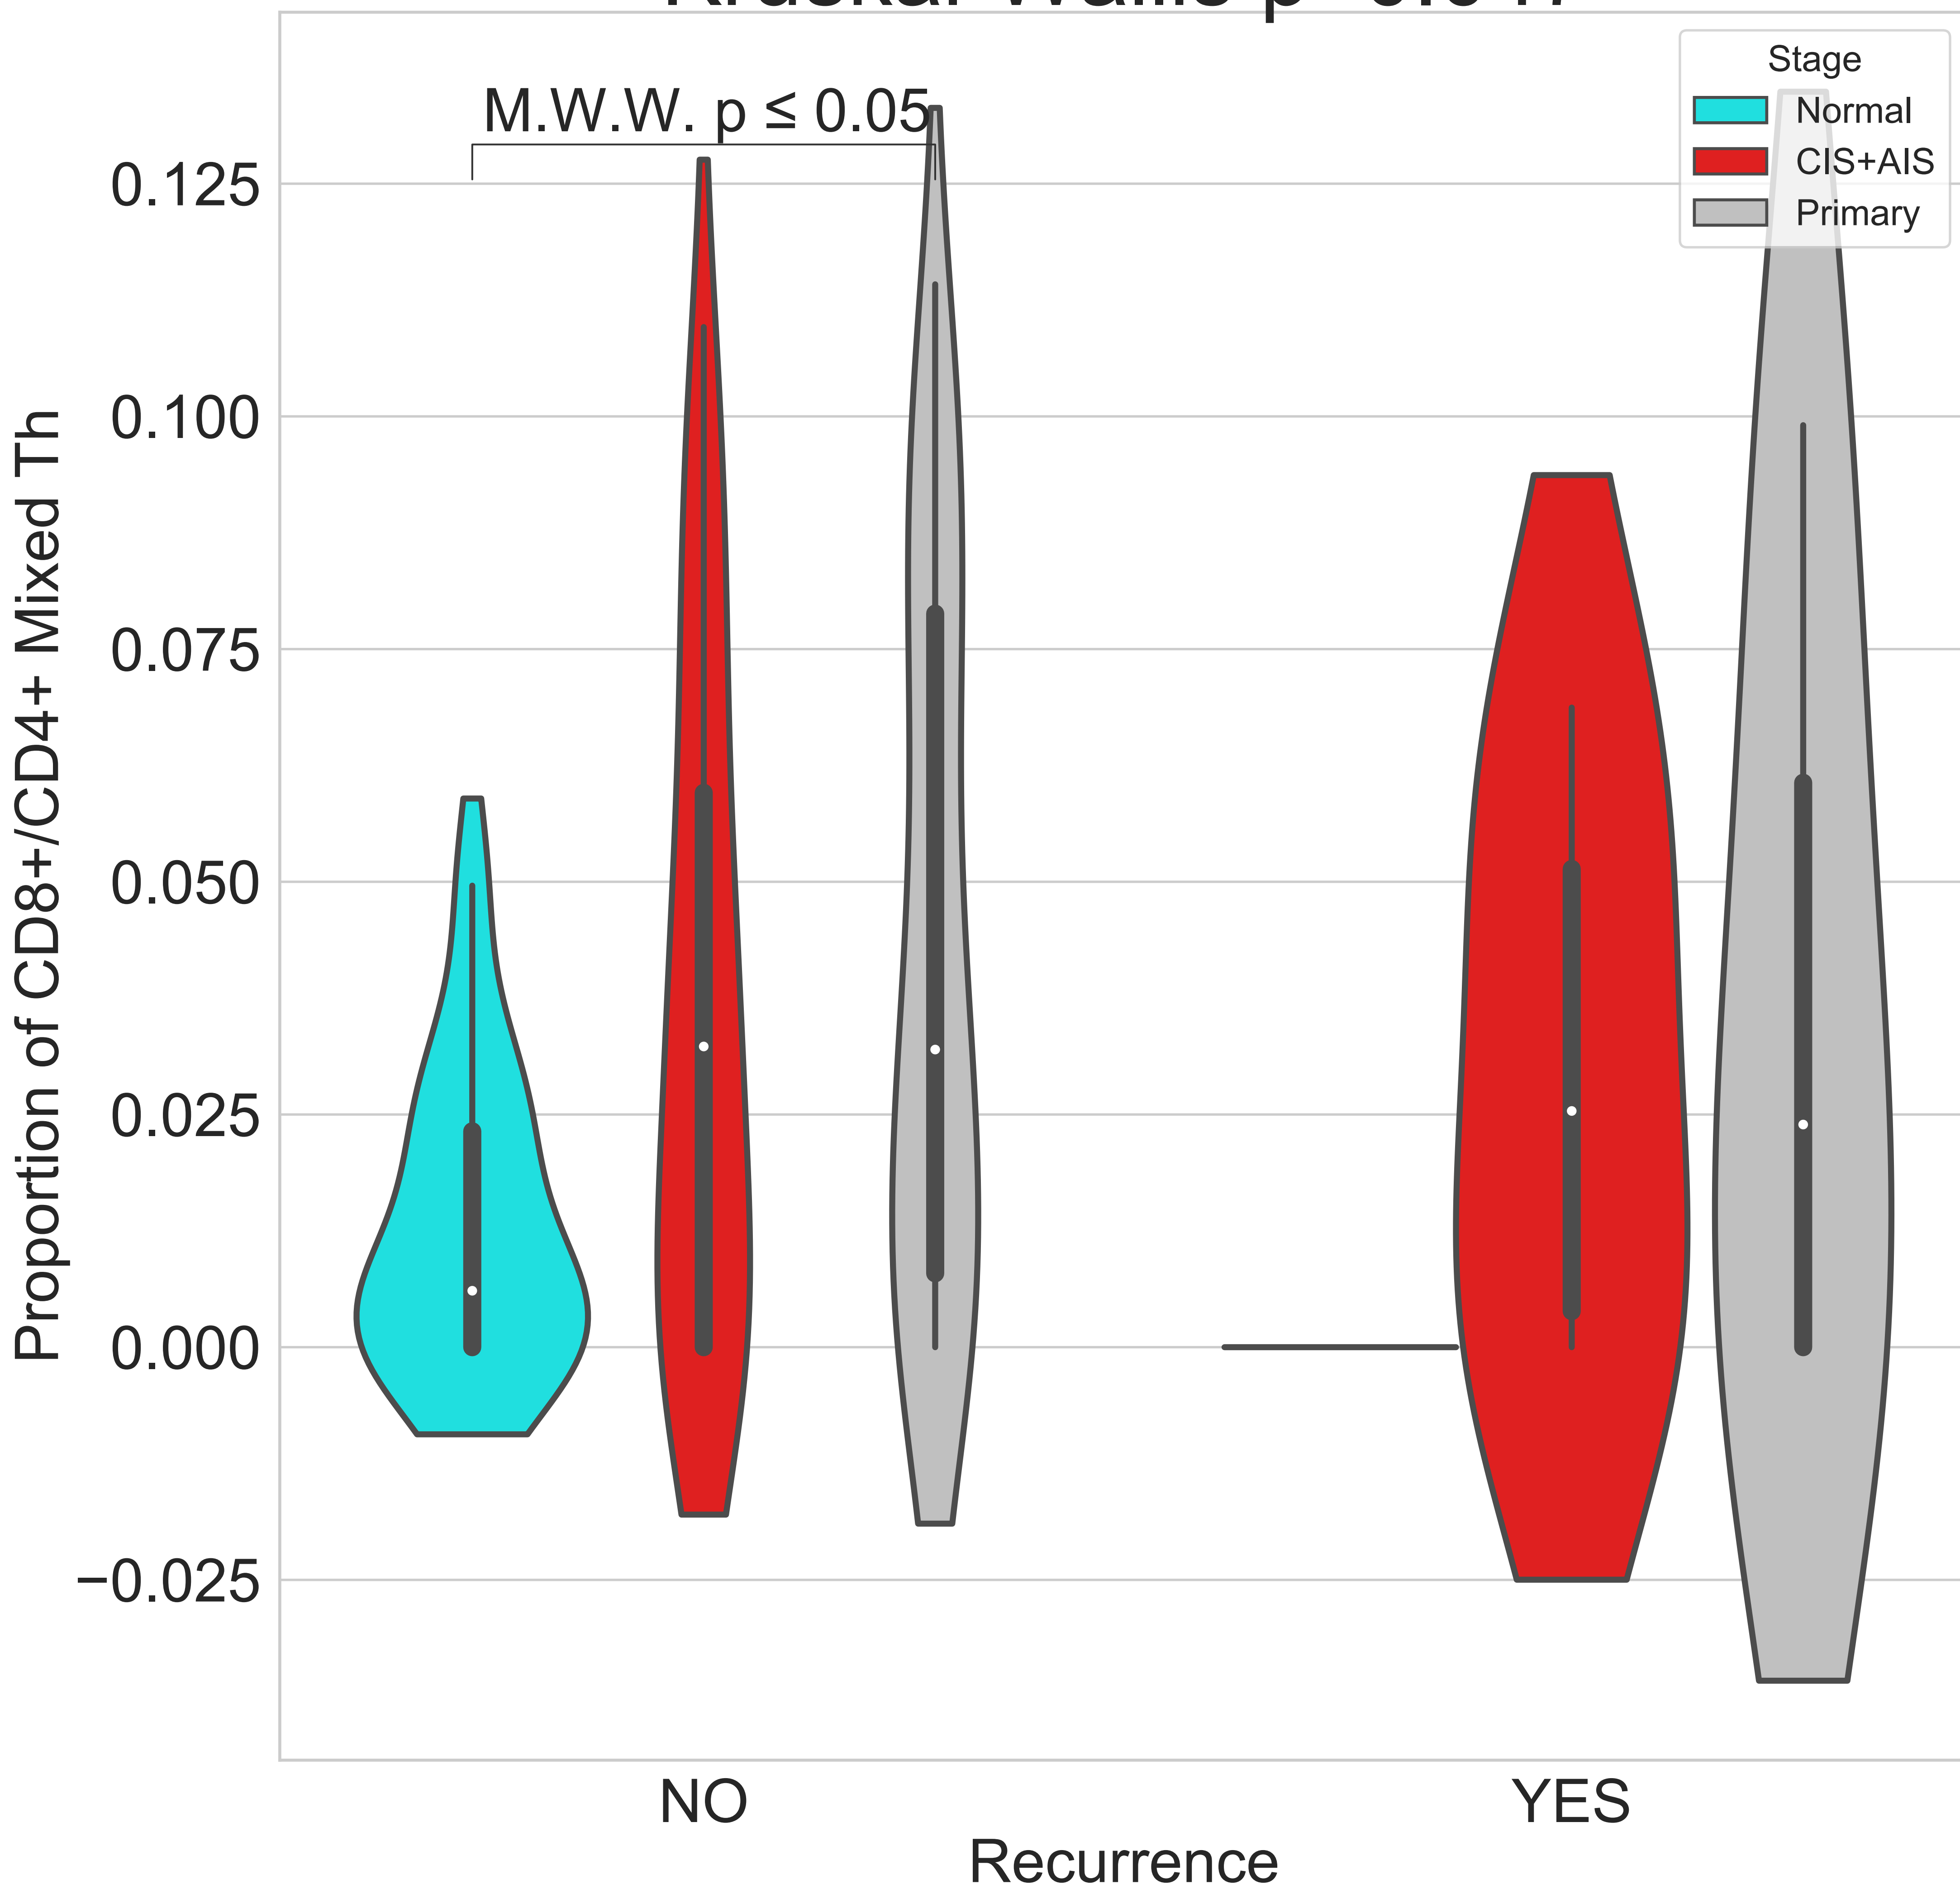 Stage
Normal
CIS+AIS
Primary
M.W.W. p ≤ 0.05
0.125
0.100
0.075
0.050
0.025
0.000
−0.025
Proportion of CD8+/CD4+ Mixed Th
NO
YES
Recurrence